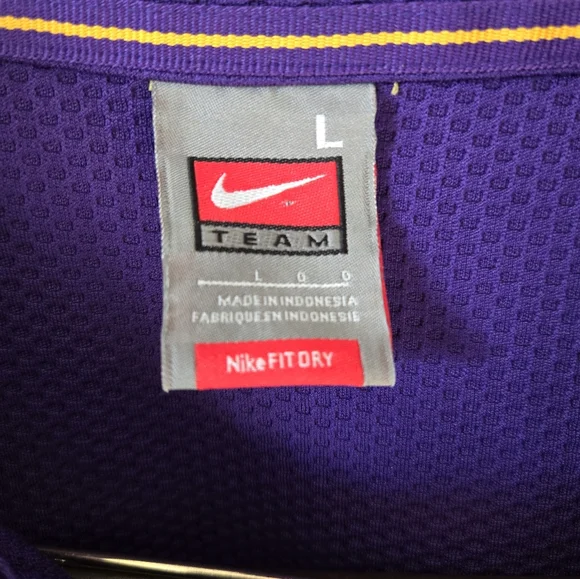 L
TEAM
L G G
MADE IN INDONESIA
FABRIQUE EN INDONESIE
Nike FIT DRY